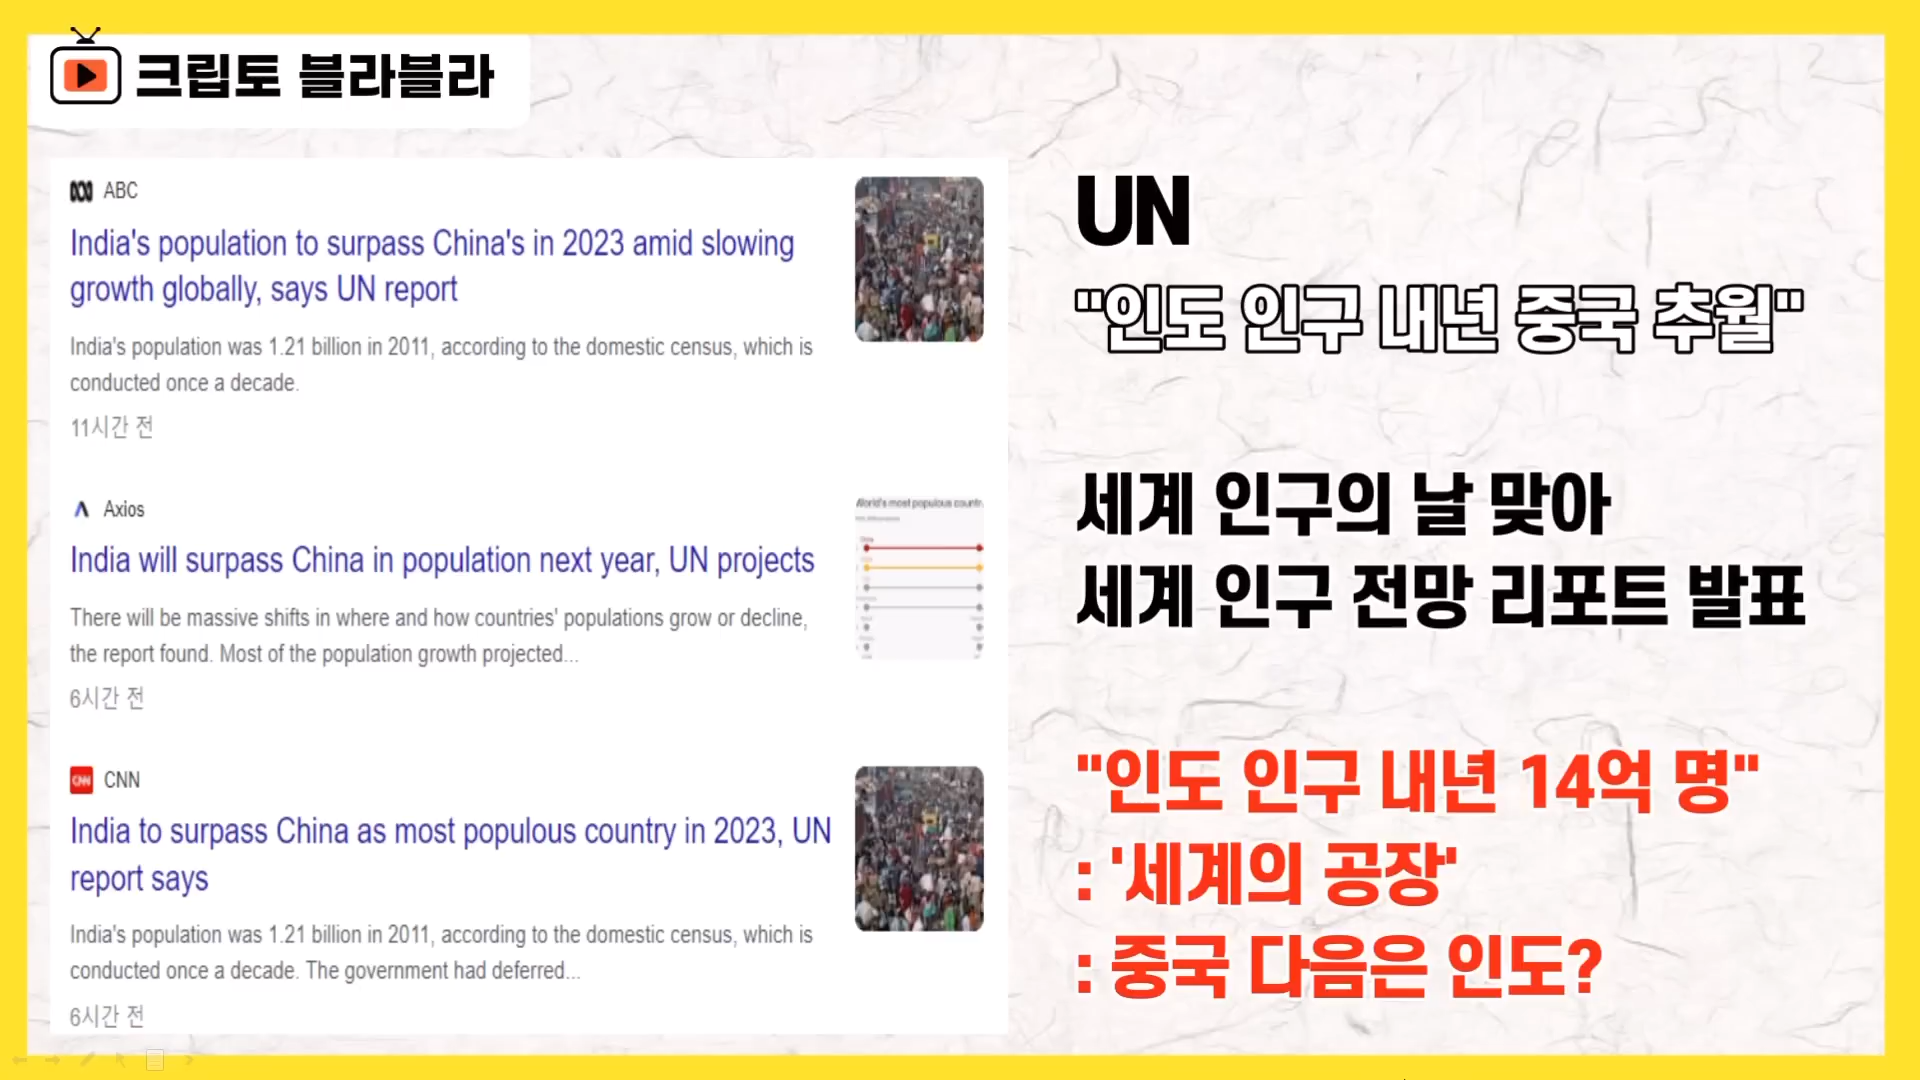 크립토 블라블라
ABC
India's population to surpass China's in 2023 amid slowing
growth globally, says UN report
India's population was 1.21 billion in 2011, according to the domestic census, which is
conducted once a decade.
11시간 전
Axios
India will surpass China in population next year, UN projects
There will be massive shifts in where and how countries' populations grow or decline,
the report found. Most of the population growth projected...
6시간 전
World's most populous countr
CNN
CNN
India to surpass China as most populous country in 2023, UN
report says
India's population was 1.21 billion in 2011, according to the domestic census, which is
conducted once a decade. The government had deferred...
6시간 전
UN
"인도 인구 내년 중국 추월"
세계 인구의 날 맞아
세계 인구 전망 리포트 발표
"인도 인구 내년 14억 명"
: '세계의 공장'
: 중국 다음은 인도?